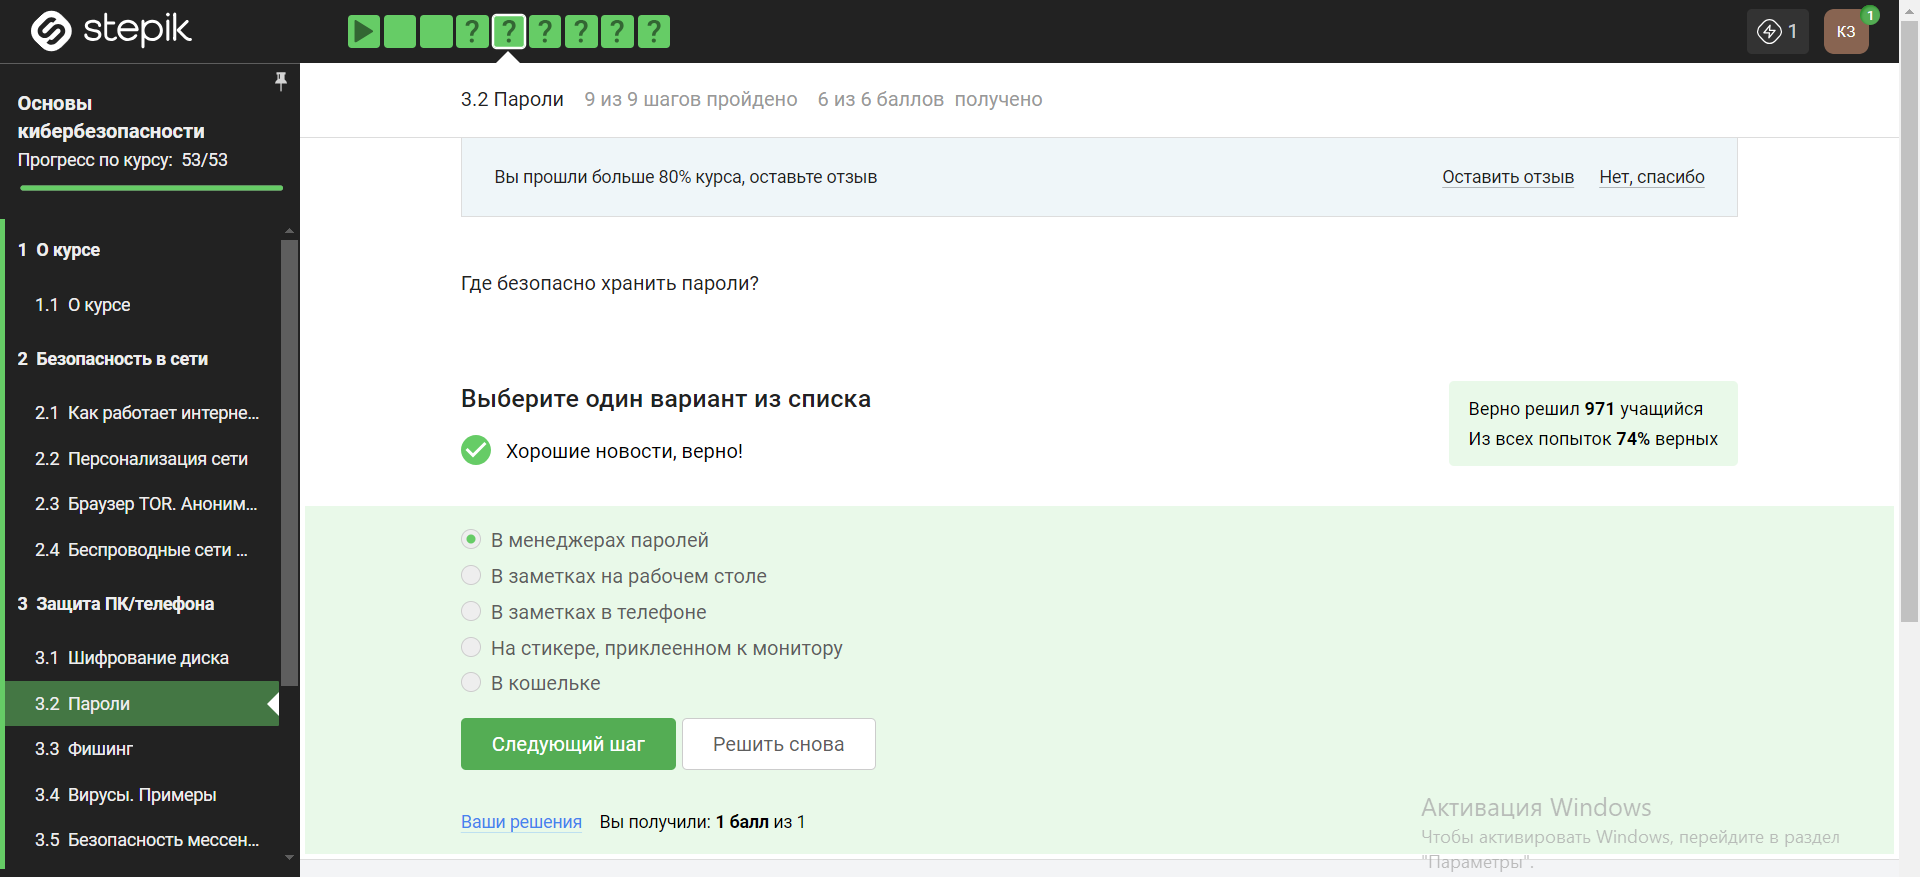 stepik
? ? ? ? ? ?
1
КЗ
1
Основы
кибербезопасности
Прогресс по курсу: 53/53
1 О курсе
1.1 О курсе
2 Безопасность в сети
2.1 Как работает интерне...
2.2 Персонализация сети
2.3 Браузер TOR. Аноним...
2.4 Беспроводные сети ...
3 Защита ПК/телефона
3.1 Шифрование диска
3.2 Пароли
3.3 Фишинг
3.4 Вирусы. Примеры
3.5 Безопасность мессен...
3.2 Пароли 9 из 9 шагов пройдено 6 из 6 баллов получено
Вы прошли больше 80% курса, оставьте отзыв
Оставить отзыв Нет, спасибо
Где безопасно хранить пароли?
Выберите один вариант из списка
Хорошие новости, верно!
Верно решил 971 учащийся
Из всех попыток 74% верных
В менеджерах паролей
В заметках на рабочем столе
В заметках в телефоне
На стикере, приклеенном к монитору
В кошельке
Следующий шаг Решить снова
Ваши решения Вы получили: 1 балл из 1
Активация Windows
Чтобы активировать Windows, перейдите в раздел
"Параметры".